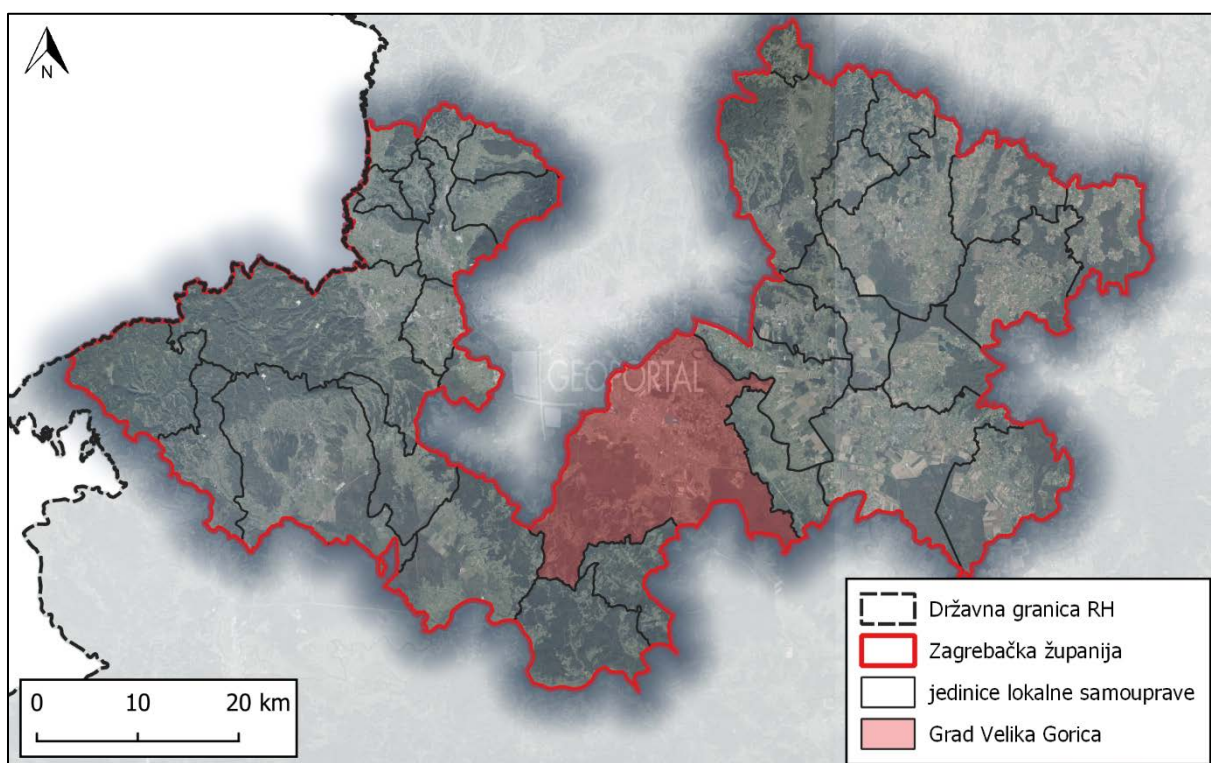 N
GEOPORTAL
Državna granica RH
Zagrebačka županija
jedinice lokalne samouprave
Grad Velika Gorica
0 10 20 km